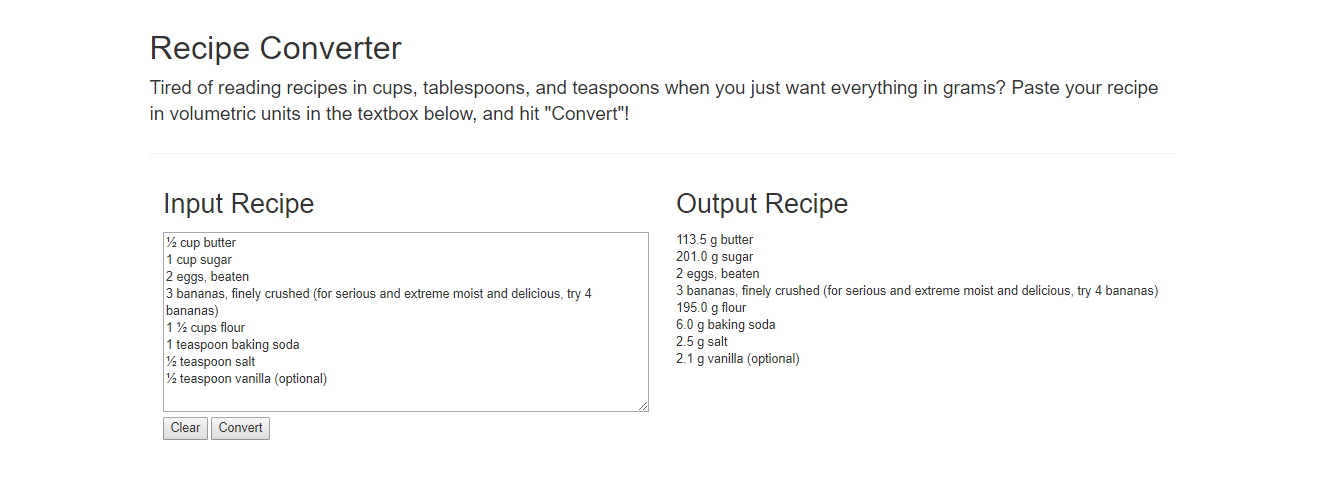 Recipe Converter
Tired of reading recipes in cups, tablespoons, and teaspoons when you just want everything in grams? Paste your recipe
in volumetric units in the textbox below, and hit "Convert"!
Input Recipe
½ cup butter
1 cup sugar
2 eggs, beaten
3 bananas, finely crushed (for serious and extreme moist and delicious, try 4
bananas)
1 ½ cups flour
1 teaspoon baking soda
½ teaspoon salt
½ teaspoon vanilla (optional)
Clear Convert
Output Recipe
113.5 g butter
201.0 g sugar
2 eggs, beaten
3 bananas, finely crushed (for serious and extreme moist and delicious, try 4 bananas)
195.0 g flour
6.0 g baking soda
2.5 g salt
2.1 g vanilla (optional)